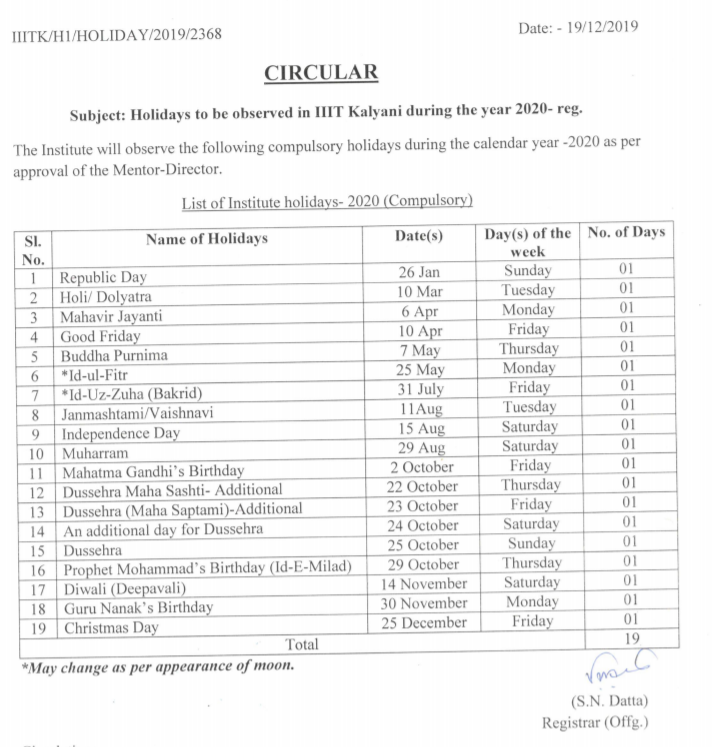 IIITK/H1/HOLIDAY/2019/2368 Date: - 19/12/2019
CIRCULAR
Subject: Holidays to be observed in IIIT Kalyani during the year 2020- reg.
The Institute will observe the following compulsory holidays during the calendar year -2020 as per
approval of the Mentor-Director.
List of Institute holidays- 2020 (Compulsory)
Sl. No. Name of Holidays Date(s) Day(s) of the week No. of Days
1 Republic Day 26 Jan Sunday 01
2 Holi/ Dolyatra 10 Mar Tuesday 01
3 Mahavir Jayanti 6 Apr Monday 01
4 Good Friday 10 Apr Friday 01
5 Buddha Purnima 7 May Thursday 01
6 *Id-ul-Fitr 25 May Monday 01
7 *Id-Uz-Zuha (Bakrid) 31 July Friday 01
8 Janmashtami/Vaishnavi 11Aug Tuesday 01
9 Independence Day 15 Aug Saturday 01
10 Muharram 29 Aug Saturday 01
11 Mahatma Gandhi's Birthday 2 October Friday 01
12 Dussehra Maha Sashti- Additional 22 October Thursday 01
13 Dussehra (Maha Saptami)-Additional 23 October Friday 01
14 An additional day for Dussehra 24 October Saturday 01
15 Dussehra 25 October Sunday 01
16 Prophet Mohammad's Birthday (Id-E-Milad) 29 October Thursday 01
17 Diwali (Deepavali) 14 November Saturday 01
18 Guru Nanak's Birthday 30 November Monday 01
19 Christmas Day 25 December Friday 01
Total 19
*May change as per appearance of moon.
(S.N. Datta)
Registrar (Offg.)